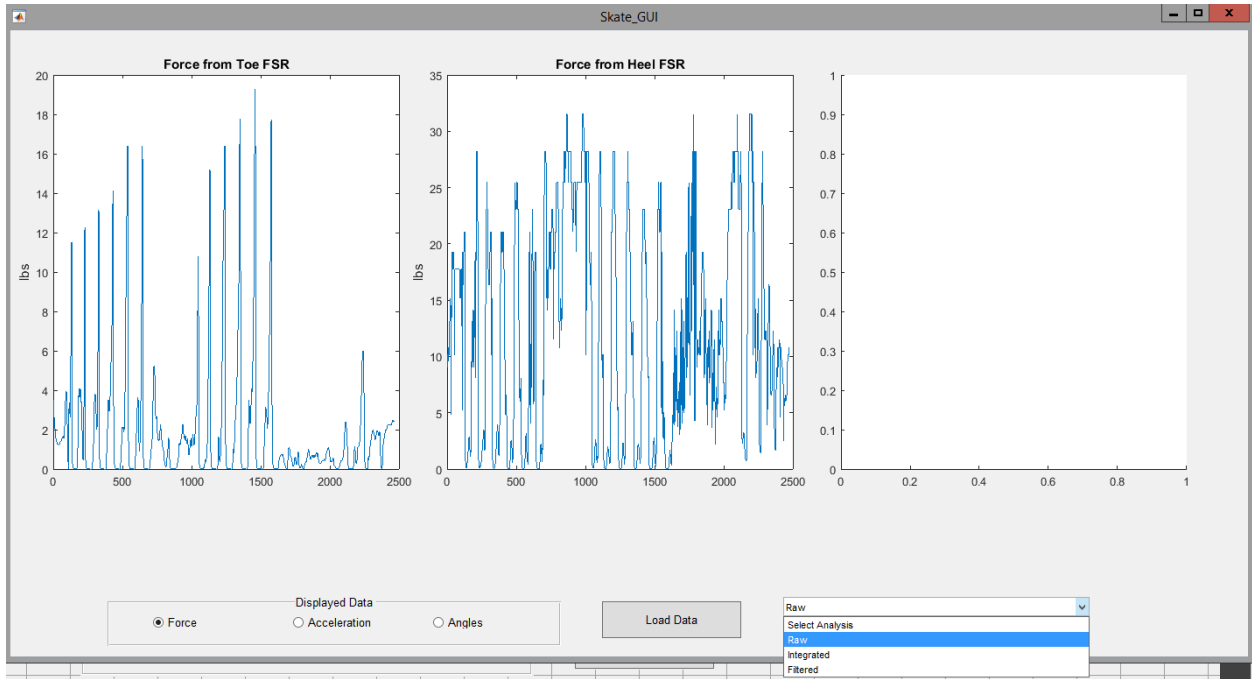 Skate_GUI
Force from Toe FSR
20
18
16
14
12
10
8
6
4
2
0
lbs
0 500 1000 1500 2000 2500
Force from Heel FSR
35
30
25
20
15
10
5
0
lbs
0 500 1000 1500 2000 2500
1
0.9
0.8
0.7
0.6
0.5
0.4
0.3
0.2
0.1
0
0 0.2 0.4 0.6 0.8 1
Displayed Data
Force Acceleration Angles
Load Data
Raw
Select Analysis
Raw
Integrated
Filtered